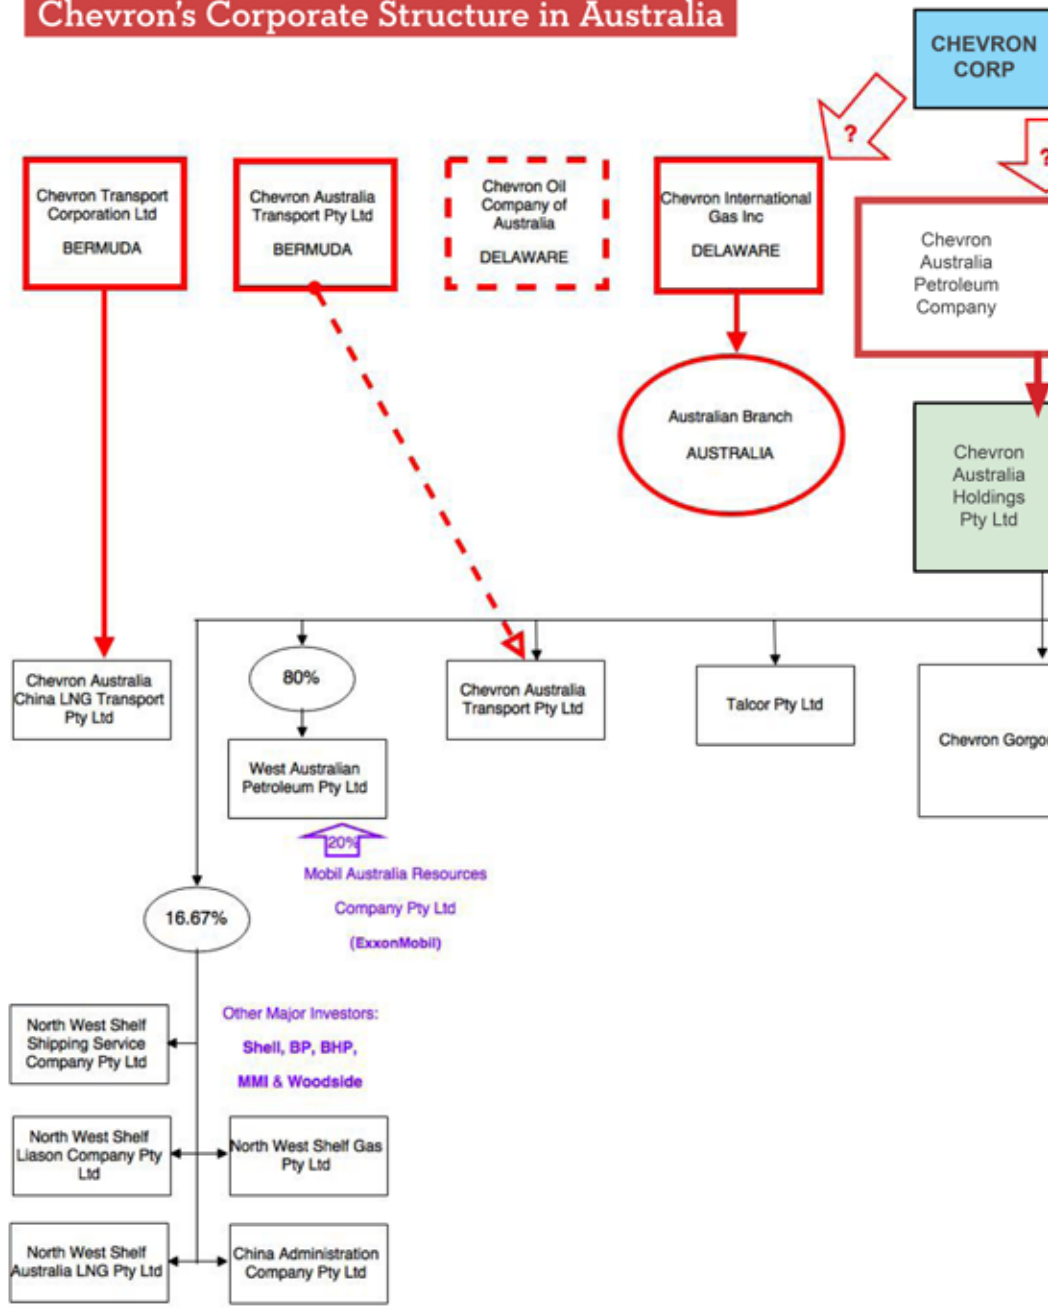 Chevron's Corporate Structure in Australia
CHEVRON
CORP
?
?
Chevron Transport
Corporation Ltd
BERMUDA
Chevron Australia
Transport Pty Ltd
BERMUDA
Chevron Oil
Company of
Australia
DELAWARE
Chevron International
Gas Inc
DELAWARE
Chevron
Australia
Petroleum
Company
Australian Branch
AUSTRALIA
Chevron
Australia
Holdings
Pty Ltd
Chevron Australia
China LNG Transport
Pty Ltd
80%
Chevron Australia
Transport Pty Ltd
Talcor Pty Ltd
Chevron Gorgon
West Australian
Petroleum Pty Ltd
20%
Mobil Australia Resources
Company Pty Ltd
(ExxonMobil)
16.67%
North West Shelf
Shipping Service
Company Pty Ltd
Other Major Investors:
Shell, BP, BHP,
MMI & Woodside
North West Shelf
Liason Company Pty
Ltd
North West Shelf Gas
Pty Ltd
North West Shelf
Australia LNG Pty Ltd
China Administration
Company Pty Ltd